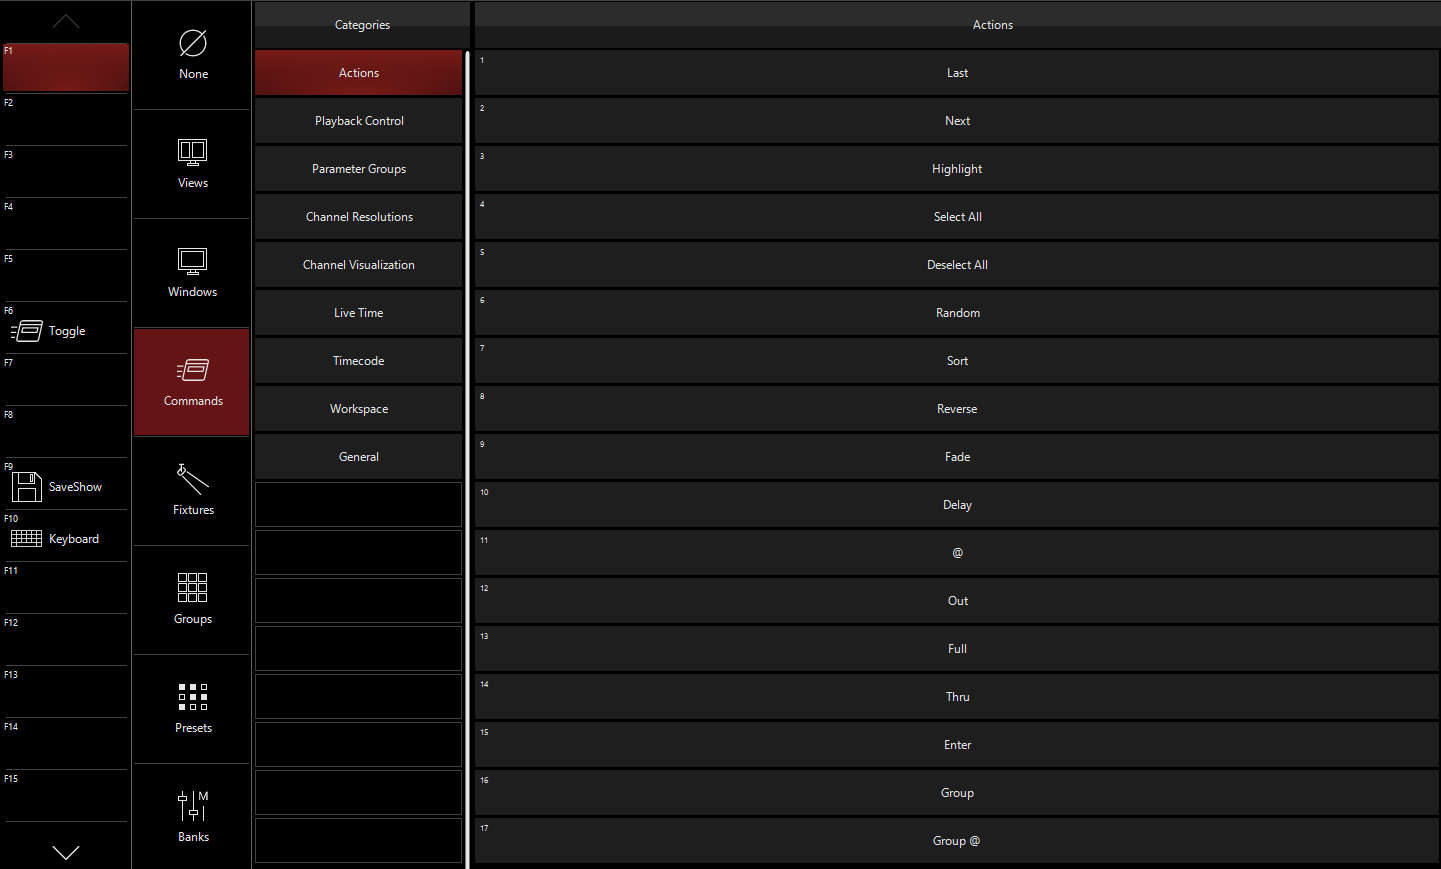 F1
F2
F3
F4
F5
F6
Toggle
F7
F8
F9
SaveShow
F10
Keyboard
F11
F12
F13
F14
F15
None
Views
Windows
Commands
Fixtures
Groups
Presets
M
Banks
Categories
Actions
Playback Control
Parameter Groups
Channel Resolutions
Channel Visualization
Live Time
Timecode
Workspace
General
Actions
1 Last
2 Next
3 Highlight
4 Select All
5 Deselect All
6 Random
7 Sort
8 Reverse
9 Fade
10 Delay
11 @
12 Out
13 Full
14 Thru
15 Enter
16 Group
17 Group @